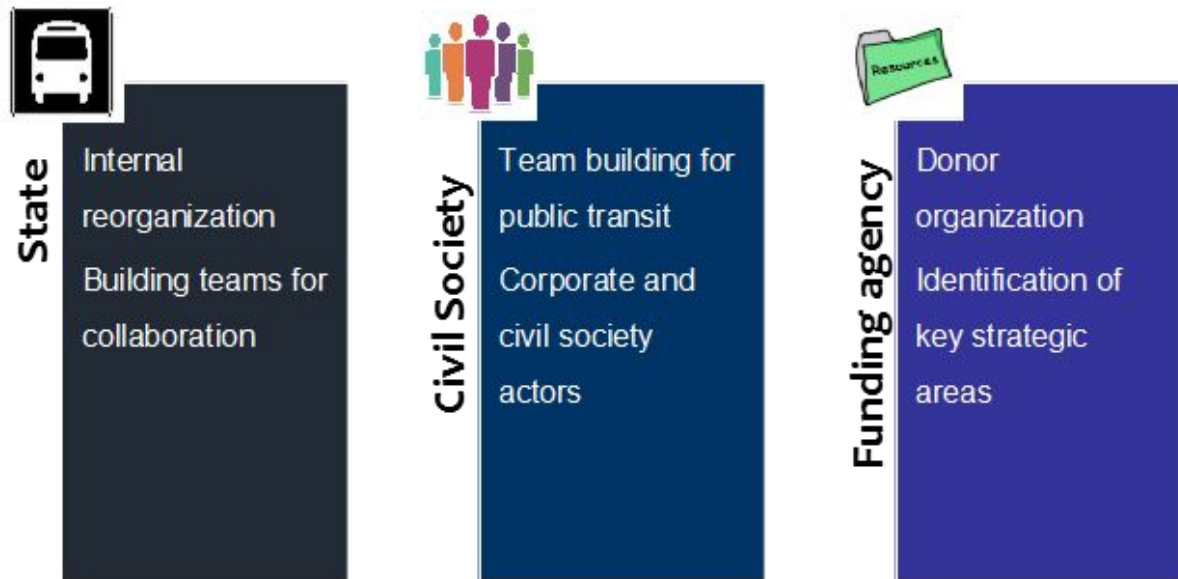 State
Internal
reorganization
Building teams for
collaboration
Civil Society
Team building for
public transit
Corporate and
civil society
actors
Resources
Funding agency
Donor
organization
Identification of
key strategic
areas